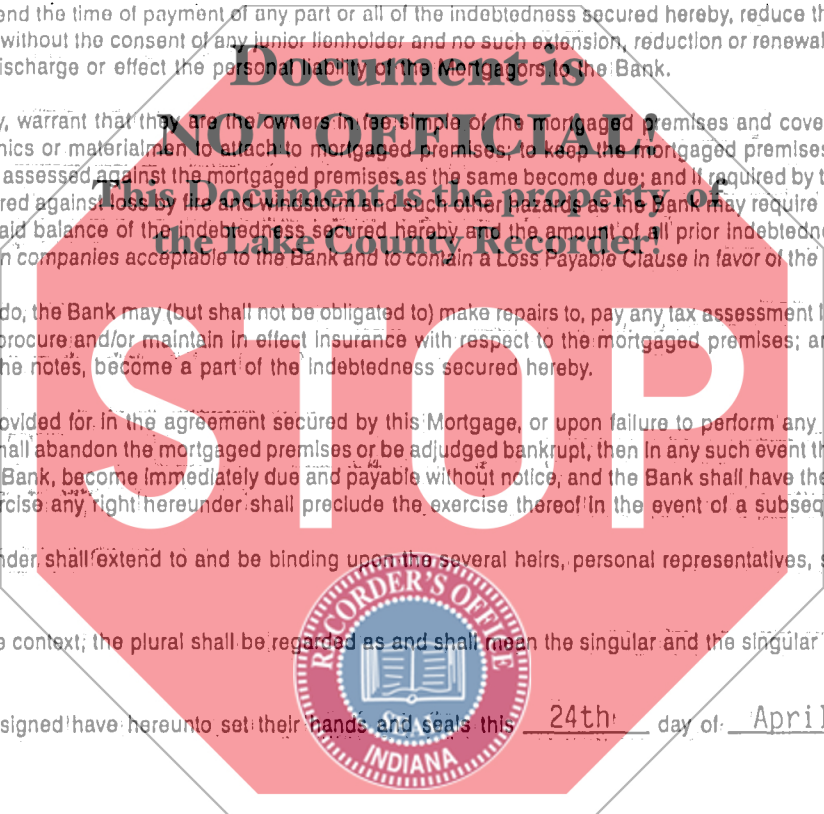 end the time of payment of any part or all of the indebtedness secured hereby, reduce th
without the consent of any junior lienholder and no such extension, reduction or renewal
ischarge or effect the personal liability of the Mortgagors to the Bank.
Document is
NOT OFFICIAL!
This Document is the property of
the Lake County Recorder!
y, warrant that they are the owners in fee simple of the mortgaged premises and cove
nics or materialmen to attach to mortgaged premises; to keep the mortgaged premises
assessed against the mortgaged premises as the same become due; and if required by t
red against loss by fire and windstorm and such other hazards as the Bank may require
aid balance of the indebtedness secured hereby and the amount of all prior indebtedne
n companies acceptable to the Bank and to contain a Loss Payable Clause in favor of the
do, the Bank may (but shall not be obligated to) make repairs to, pay any tax assessment
procure and/or maintain in effect insurance with respect to the mortgaged premises; a
he notes, become a part of the indebtedness secured hereby.
STOP
ovided for in the agreement secured by this Mortgage, or upon failure to perform any
hall abandon the mortgaged premises or be adjudged bankrupt, then in any such event th
Bank, become immediately due and payable without notice, and the Bank shall have the
rcise any right hereunder shall preclude the exercise thereof in the event of a subseq
nder shall extend to and be binding upon the several heirs, personal representatives, s
e context, the plural shall be regarded as and shall mean the singular and the singular
RECORDER'S OFFICE
INDIANA
signed have hereunto set their hands and seals this 24th day of April